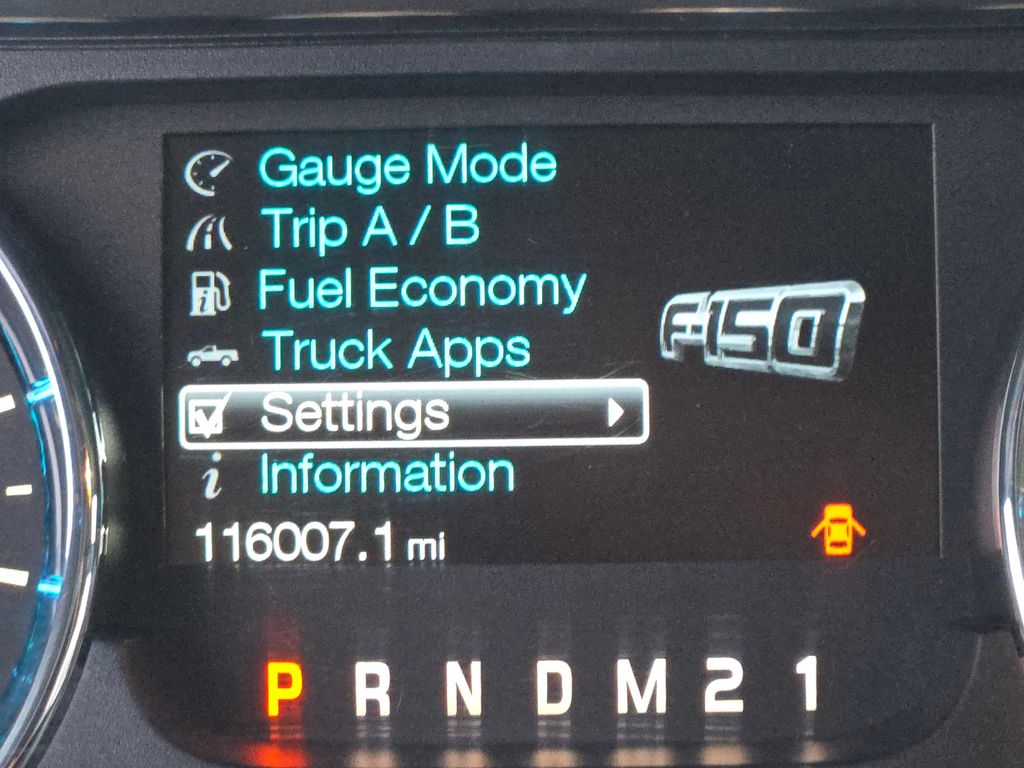 Gauge Mode
Trip A / B
Fuel Economy
Truck Apps
F-150
Settings
Information
116007.1 mi
P R N D M 2 1